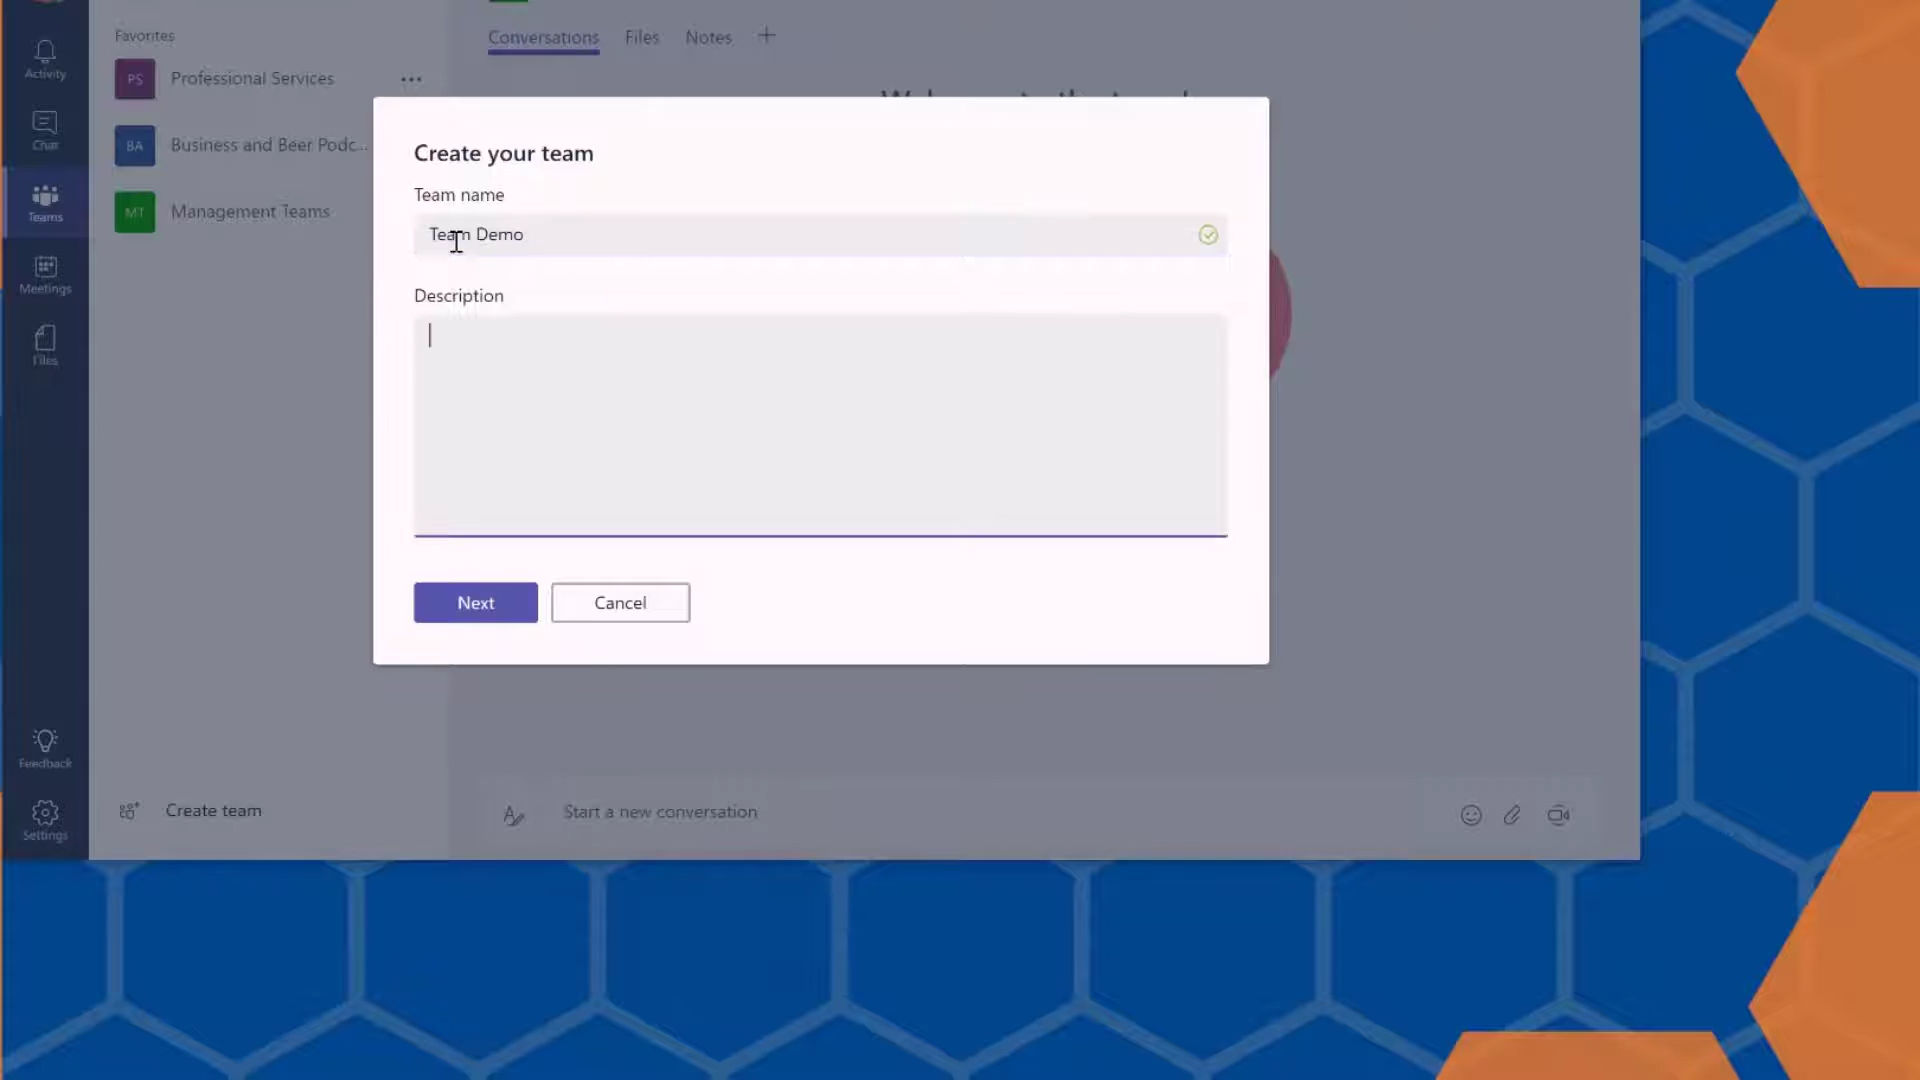 Favorites
Conversations Files Notes
Activity
PS Professional Services
Chat
BA Business and Beer Podc...
Create your team
Team name
Teams
MT Management Teams
Team Demo
Meetings
Description
Files
Next Cancel
Feedback
Create team
Start a new conversation
Settings